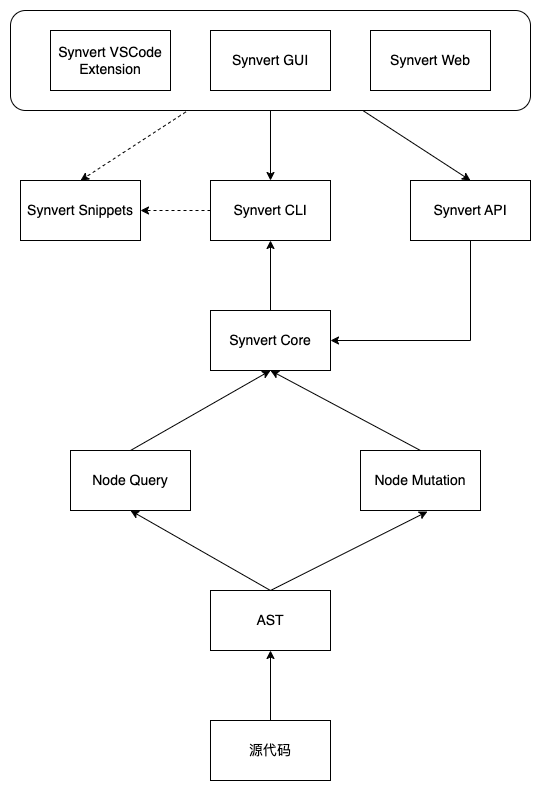 Synvert VSCode
Extension
Synvert GUI
Synvert Web
Synvert Snippets
Synvert CLI
Synvert API
Synvert Core
Node Query
Node Mutation
AST
源代码